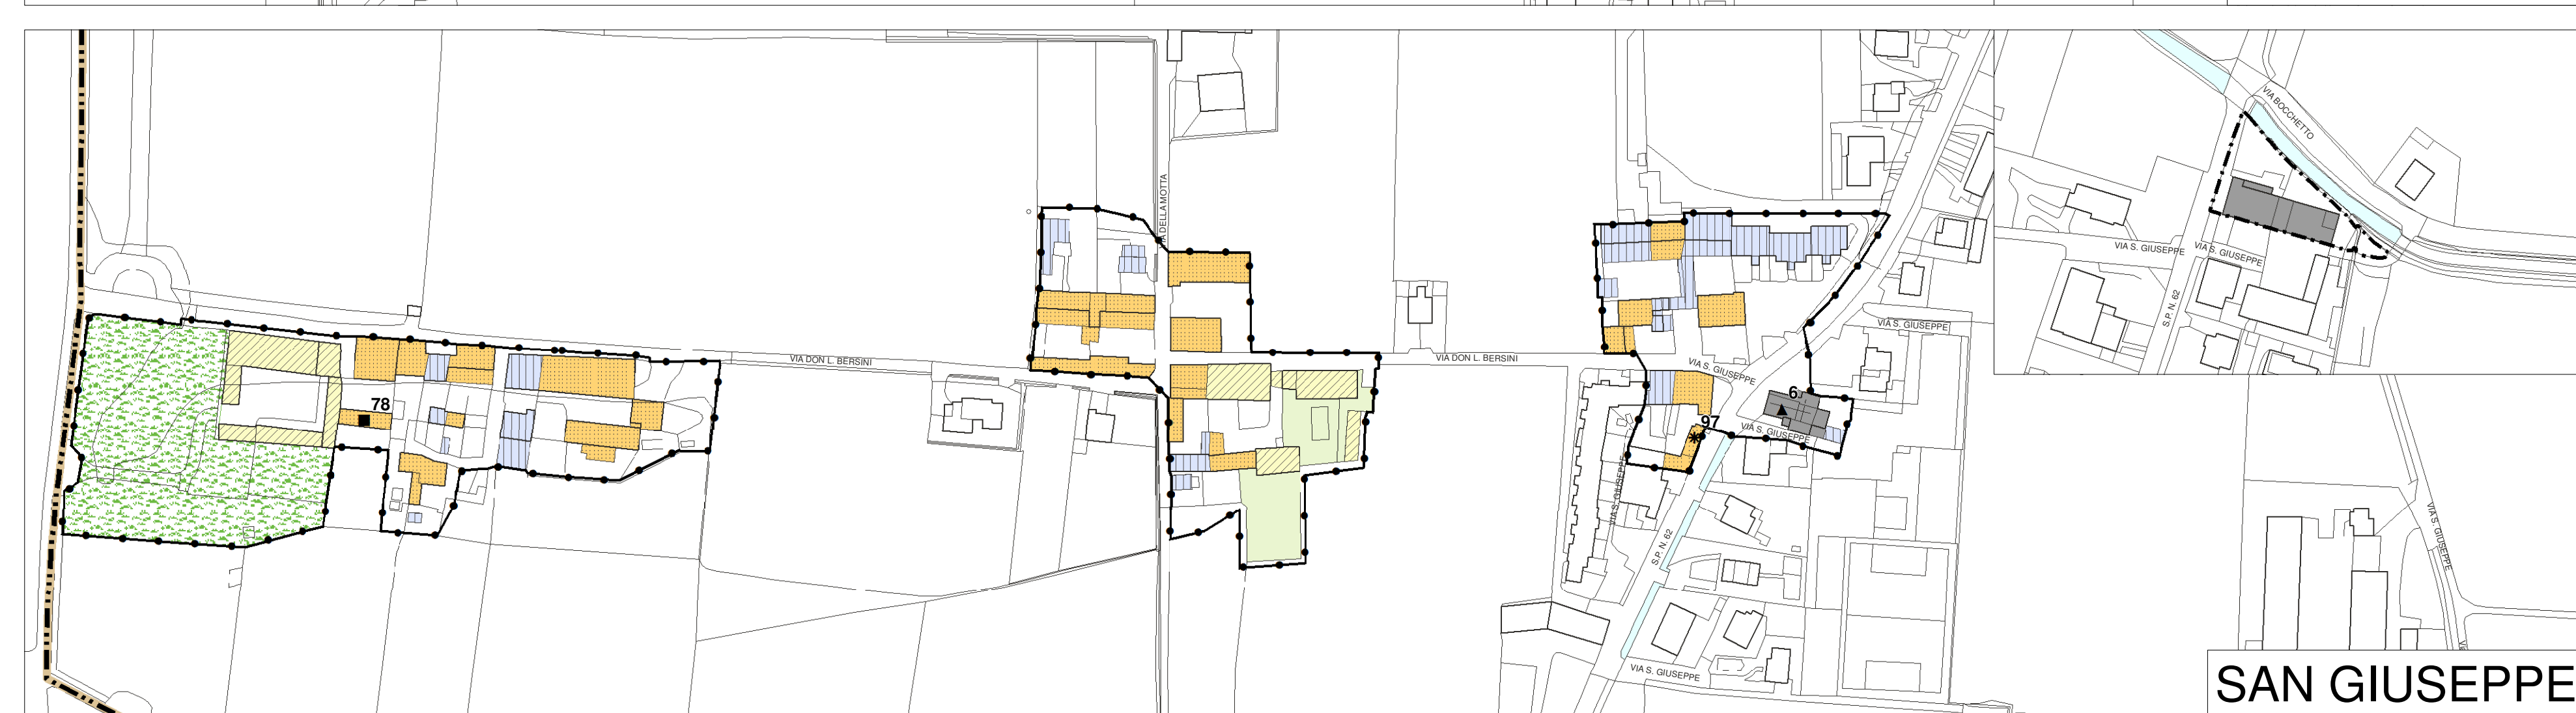 VIA BOCCHETTO
VIA DELLA MOTTA
VIA S. GIUSEPPE
VIA S. GIUSEPPE
S.P. N. 62
VIA S. GIUSEPPE
VIA DON L. BERSINI
VIA DON L. BERSINI
VIA S. GIUSEPPE
78
6
97
VIA S. GIUSEPPE
VIA S. GIUSEPPE
S.P. N. 62
VIA S. GIUSEPPE
VIA S. GIUSEPPE
SAN GIUSEPPE